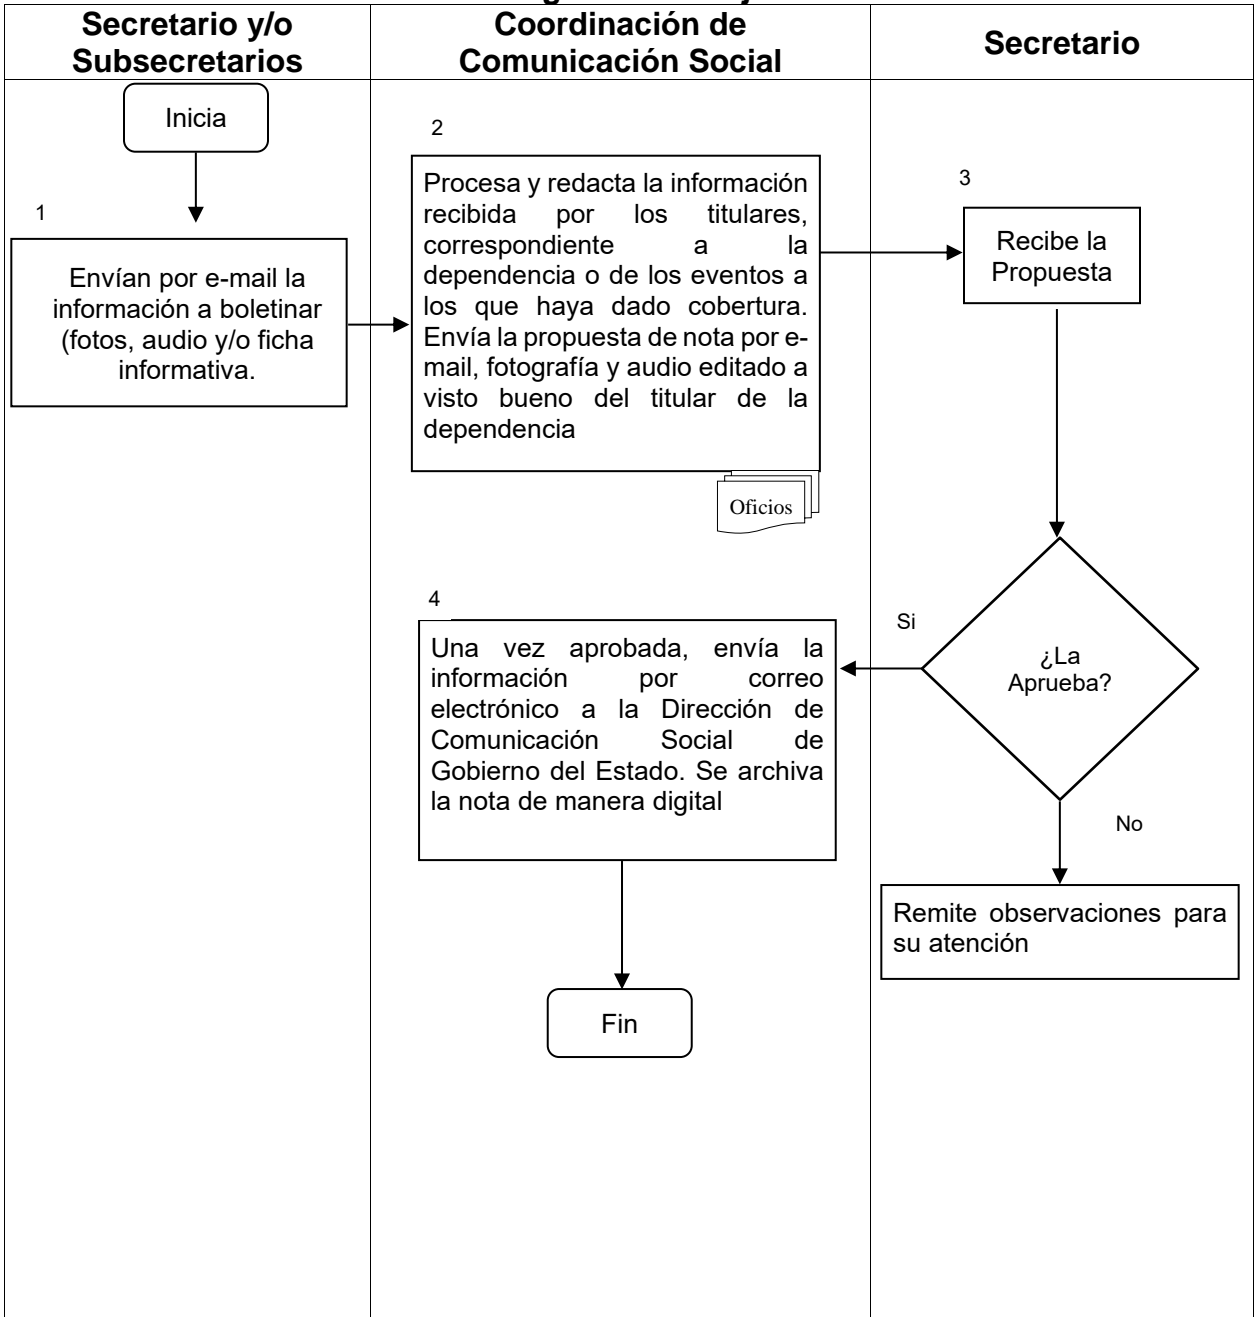 Secretario y/o
Subsecretarios
Coordinación de
Comunicación Social
Secretario
Inicia
1
Envían por e-mail la
información a boletinar
(fotos, audio y/o ficha
informativa.
2
Procesa y redacta la información
recibida por los titulares,
correspondiente a la
dependencia o de los eventos a
los que haya dado cobertura.
Envía la propuesta de nota por e-
mail, fotografía y audio editado a
visto bueno del titular de la
dependencia
Oficios
3
Recibe la
Propuesta
¿La
Aprueba?
Si
No
4
Una vez aprobada, envía la
información por correo
electrónico a la Dirección de
Comunicación Social de
Gobierno del Estado. Se archiva
la nota de manera digital
Remite observaciones para
su atención
Fin